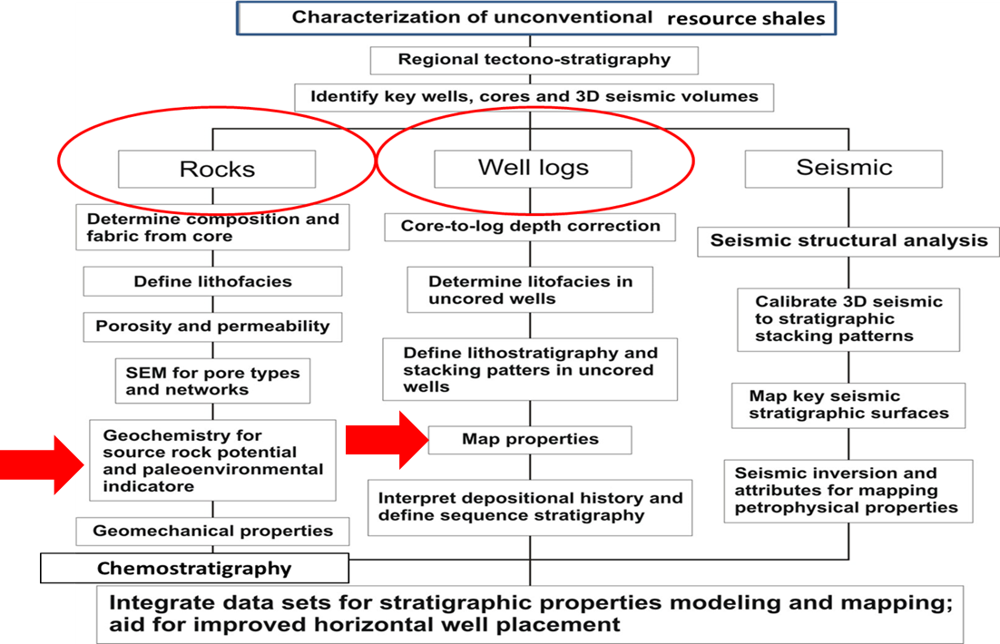 Characterization of unconventional resource shales
Regional tectono-stratigraphy
Identify key wells, cores and 3D seismic volumes
Rocks
Determine composition and
fabric from core
Define lithofacies
Porosity and permeability
SEM for pore types
and networks
Geochemistry for
source rock potential
and paleoenvironmental
indicatore
Geomechanical properties
Chemostratigraphy
Well logs
Core-to-log depth correction
Determine litofacies in
uncored wells
Define lithostratigraphy and
stacking patters in uncored
wells
Map properties
Interpret depositional history and
define sequence stratigraphy
Seismic
Seismic structural analysis
Calibrate 3D seismic
to stratigraphic
stacking patterns
Map key seismic
stratigraphic surfaces
Seismic inversion and
attributes for mapping
petrophysical properties
Integrate data sets for stratigraphic properties modeling and mapping;
aid for improved horizontal well placement